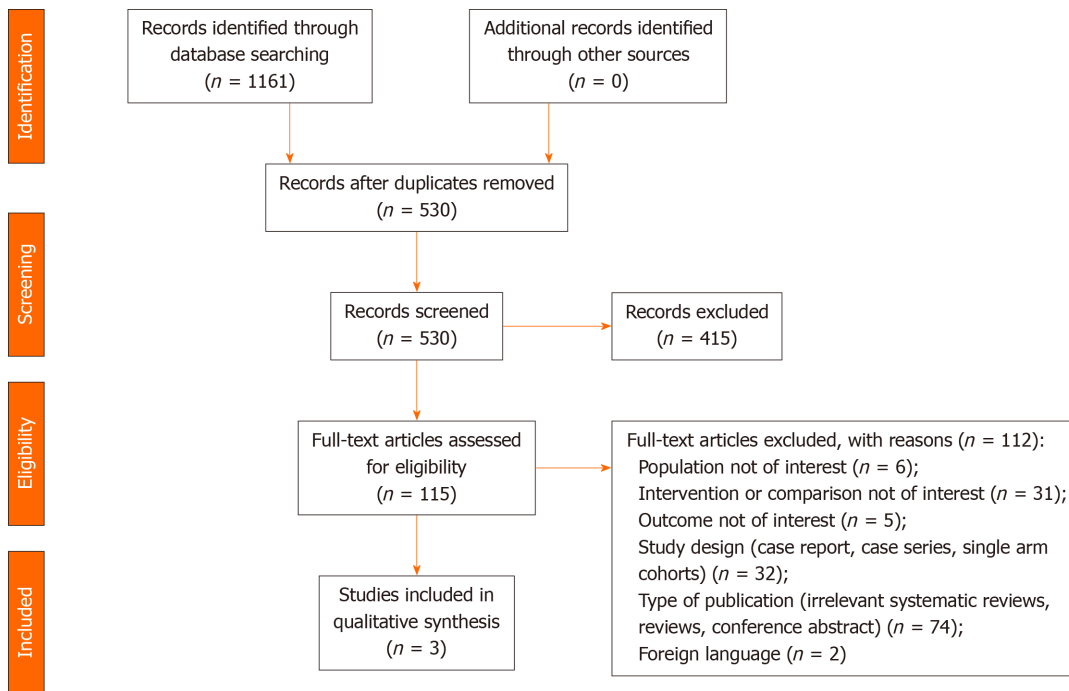 Identification
Records identified through
database searching
(n = 1161)
Additional records identified
through other sources
(n = 0)
Records after duplicates removed
(n = 530)
Screening
Records screened
(n = 530)
Records excluded
(n = 415)
Eligibility
Full-text articles assessed
for eligibility
(n = 115)
Full-text articles excluded, with reasons (n = 112):
Population not of interest (n = 6);
Intervention or comparison not of interest (n = 31);
Outcome not of interest (n = 5);
Study design (case report, case series, single arm
cohorts) (n = 32);
Type of publication (irrelevant systematic reviews,
reviews, conference abstract) (n = 74);
Foreign language (n = 2)
Included
Studies included in
qualitative synthesis
(n = 3)